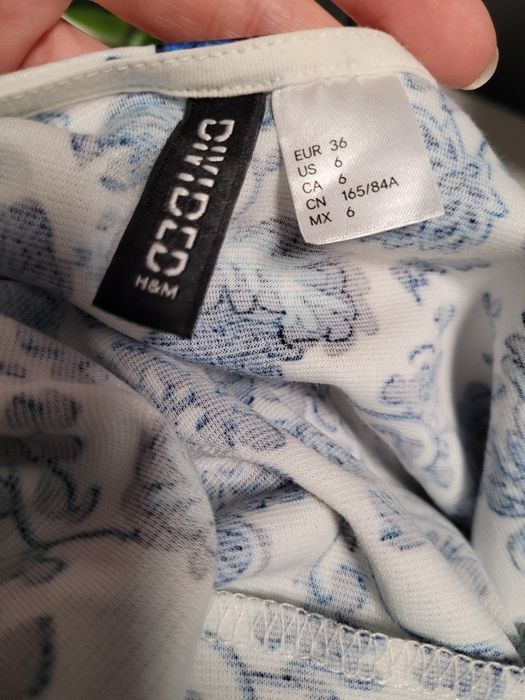 DIVIDED
H&M
EUR 36
US 6
CA 6
CN 165/84A
MX 6